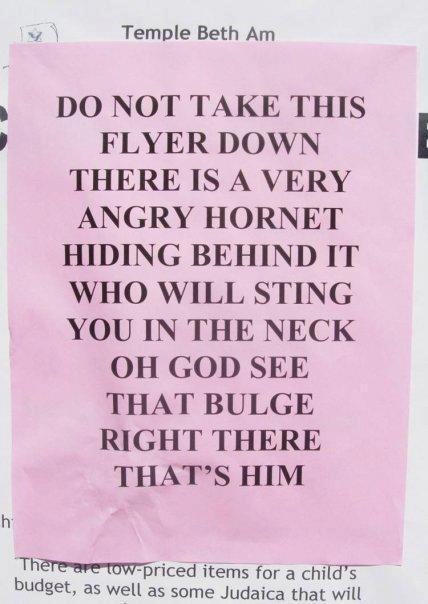 Temple Beth Am
DO NOT TAKE THIS
FLYER DOWN
THERE IS A VERY
ANGRY HORNET
HIDING BEHIND IT
WHO WILL STING
YOU IN THE NECK
OH GOD SEE
THAT BULGE
RIGHT THERE
THAT'S HIM
There are low-priced items for a child's
budget, as well as some Judaica that will